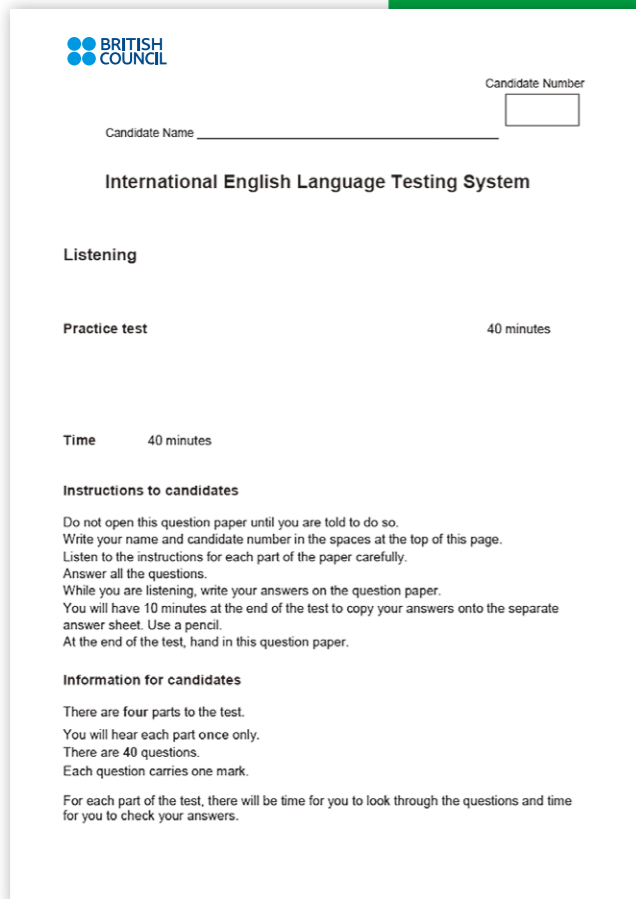 BRITISH
COUNCIL
Candidate Number
Candidate Name
International English Language Testing System
Listening
Practice test 40 minutes
Time 40 minutes
Instructions to candidates
Do not open this question paper until you are told to do so.
Write your name and candidate number in the spaces at the top of this page.
Listen to the instructions for each part of the paper carefully.
Answer all the questions.
While you are listening, write your answers on the question paper.
You will have 10 minutes at the end of the test to copy your answers onto the separate
answer sheet. Use a pencil.
At the end of the test, hand in this question paper.
Information for candidates
There are four parts to the test.
You will hear each part once only.
There are 40 questions.
Each question carries one mark.
For each part of the test, there will be time for you to look through the questions and time
for you to check your answers.